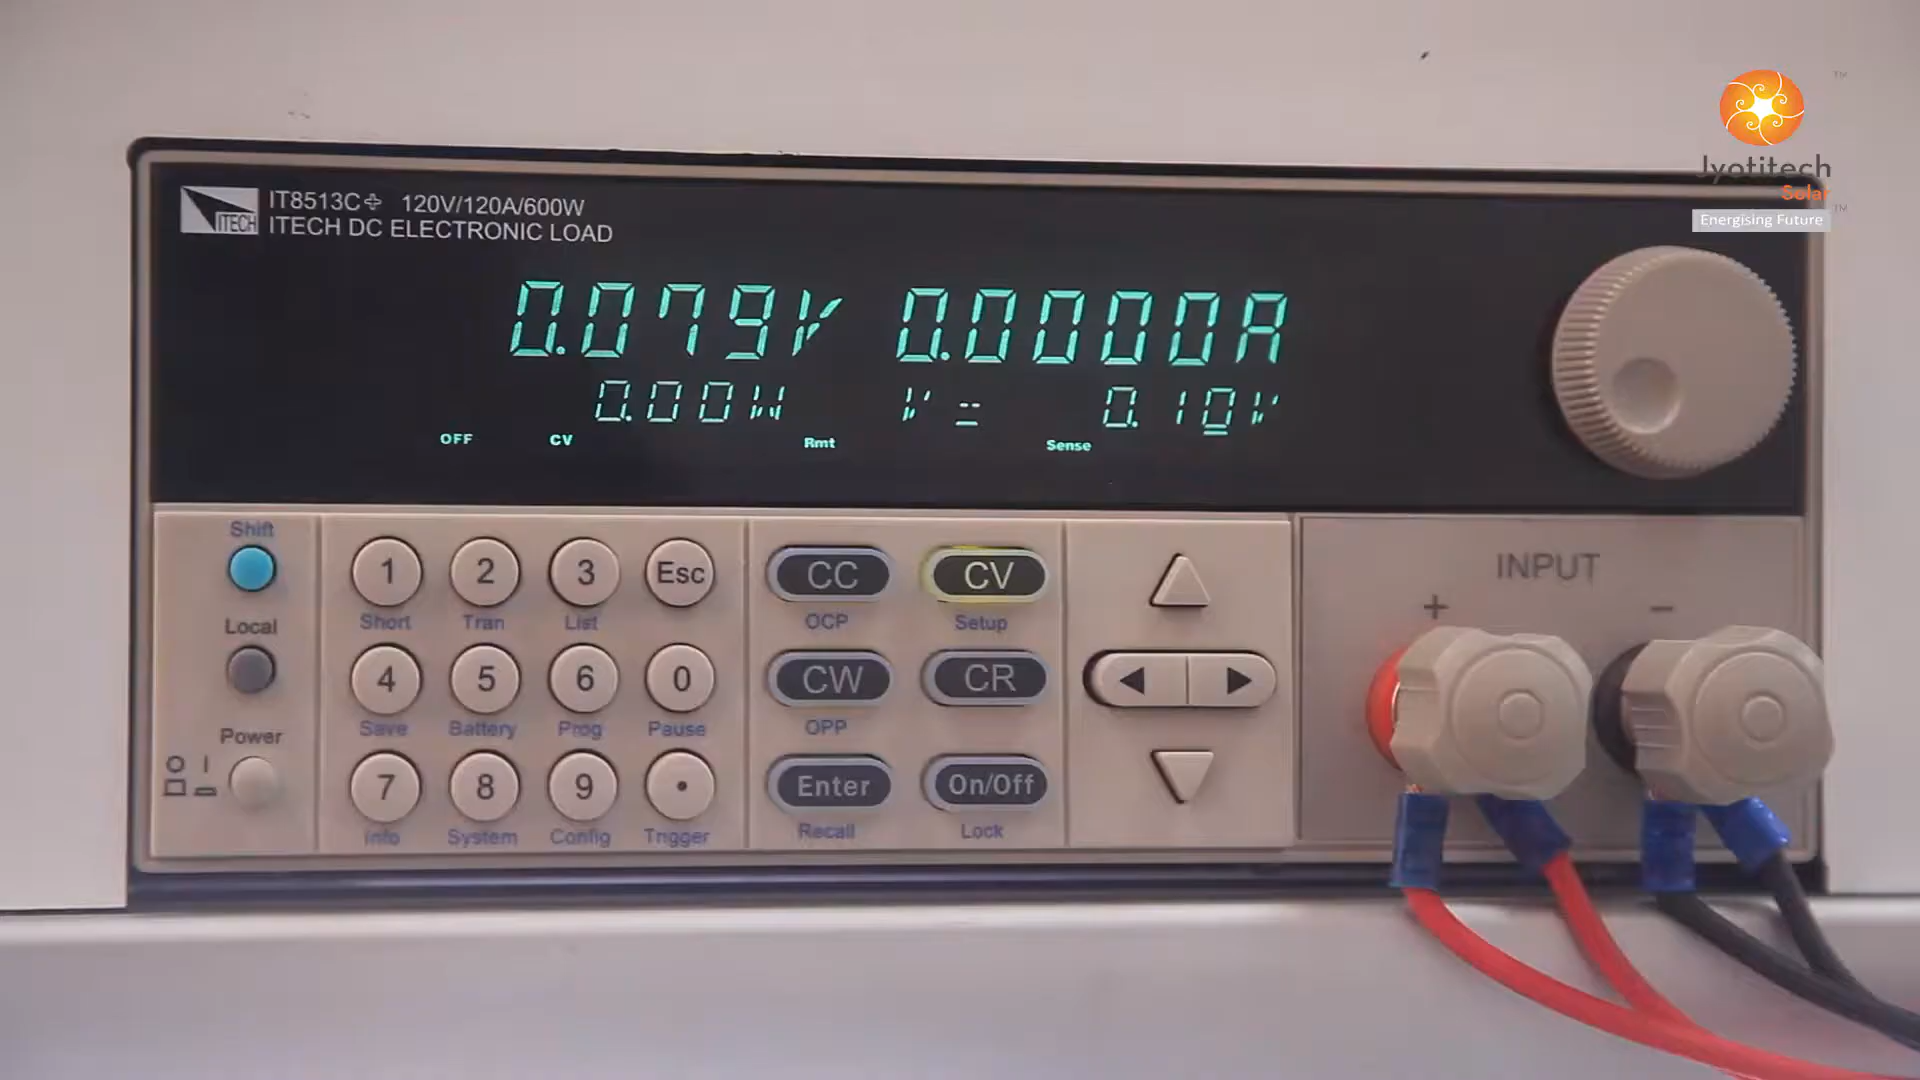 Jyotitech
Solar
Energising Future
TM
TM
ITECH
IT8513C+ 120V/120A/600W
ITECH DC ELECTRONIC LOAD
0.079V 0.0000A
0.00W V= 0.10V
OFF CV Rmt Sense
Shift
Local
Power
O I
1 2 3 Esc
Short Tran List
4 5 6 0
Save Battery Prog Pause
7 8 9 •
Info System Config Trigger
CC CV
OCP Setup
CW CR
OPP
Enter On/Off
Recall Lock
INPUT
+ −